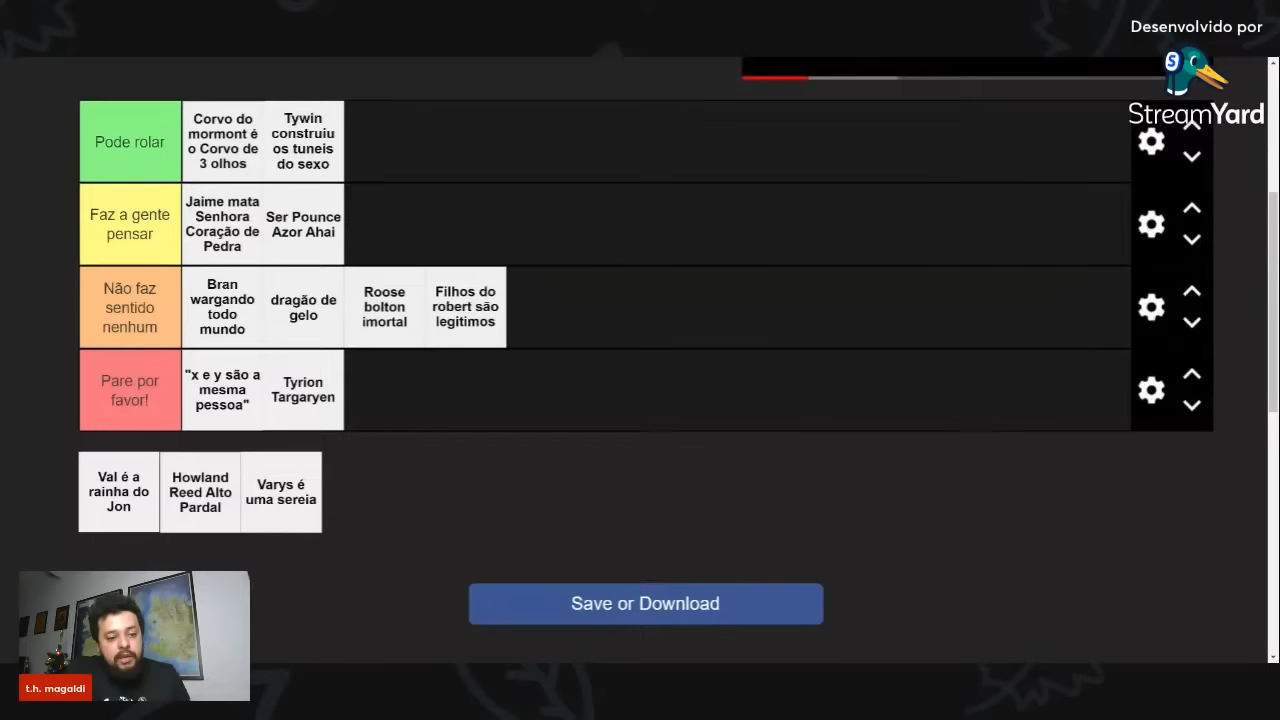 Desenvolvido por
S
StreamYard
Pode rolar
Corvo do
mormont é
o Corvo de
3 olhos
Tywin
construiu
os tuneis
do sexo
Faz a gente
pensar
Jaime mata
Senhora
Coração de
Pedra
Ser Pounce
Azor Ahai
Não faz
sentido
nenhum
Bran
wargando
todo
mundo
dragão de
gelo
Roose
bolton
imortal
Filhos do
robert são
legitimos
Pare por
favor!
"x e y são a
mesma
pessoa"
Tyrion
Targaryen
Val é a
rainha do
Jon
Howland
Reed Alto
Pardal
Varys é
uma sereia
Save or Download
t.h. magaldi